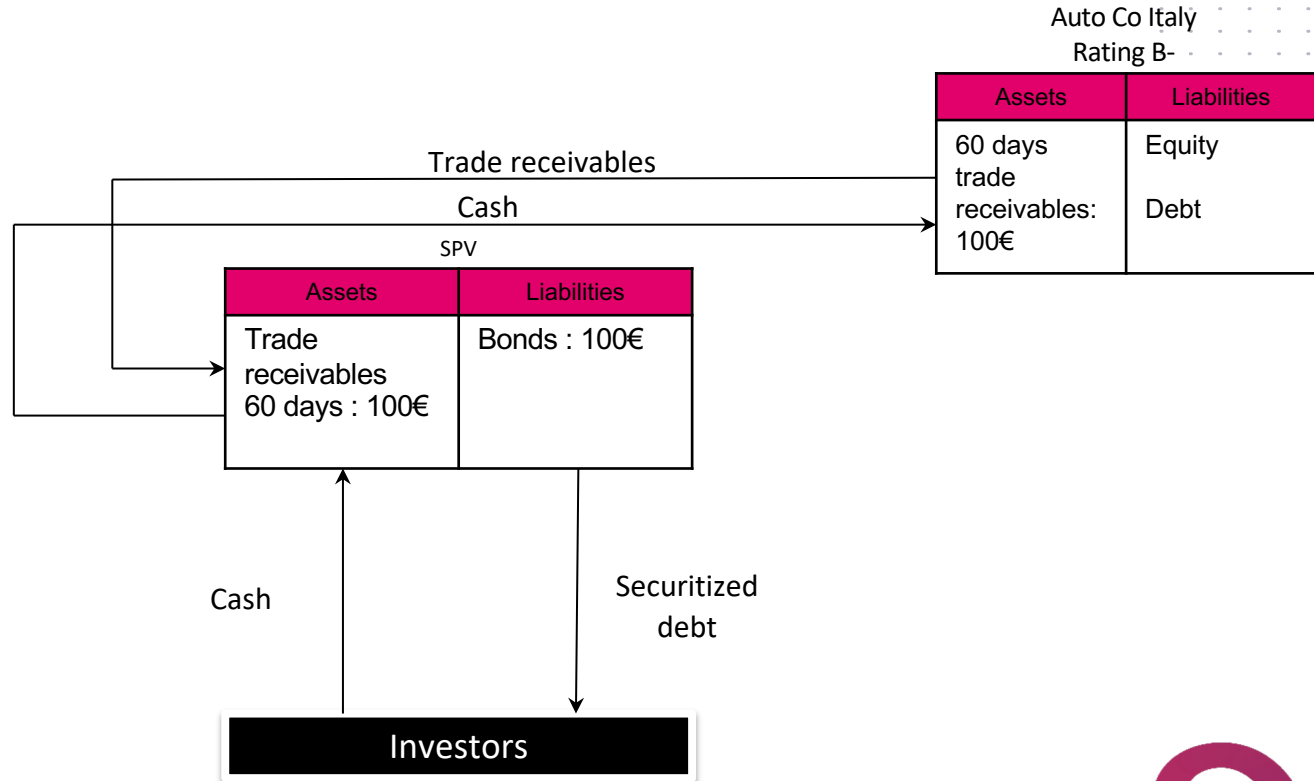 Auto Co Italy
Rating B-
Assets
Liabilities
60 days
trade
receivables:
100€
Equity
Debt
Trade receivables
Cash
SPV
Assets
Liabilities
Trade
receivables
60 days : 100€
Bonds : 100€
Cash
Securitized
debt
Investors